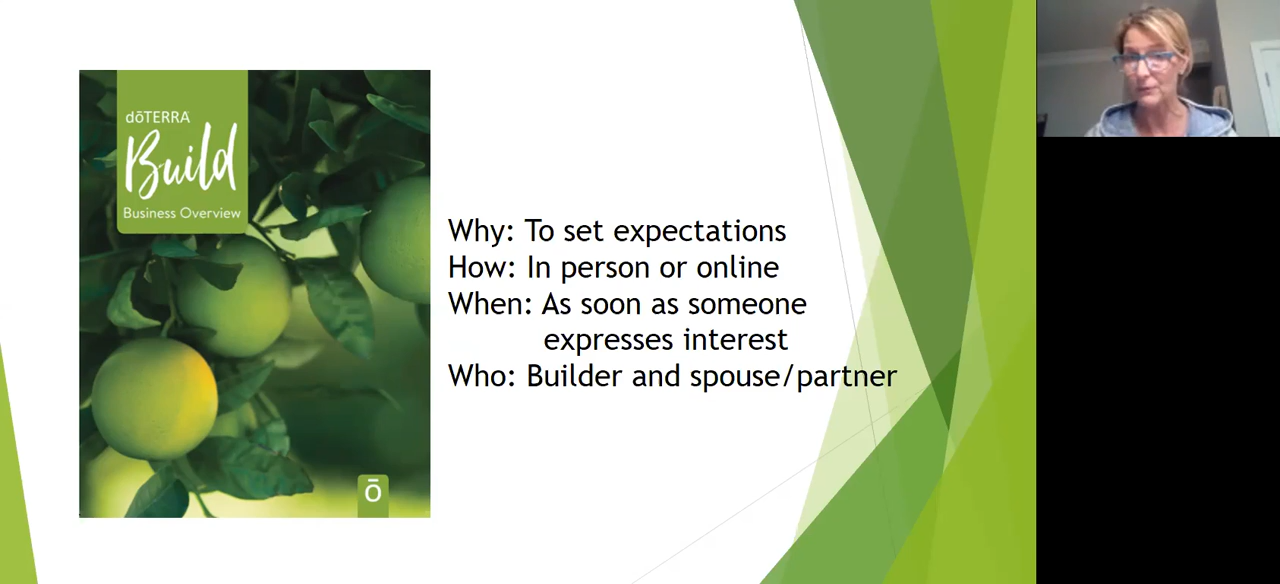 dōTERRA
Build
Business Overview
ō
Why: To set expectations
How: In person or online
When: As soon as someone
expresses interest
Who: Builder and spouse/partner